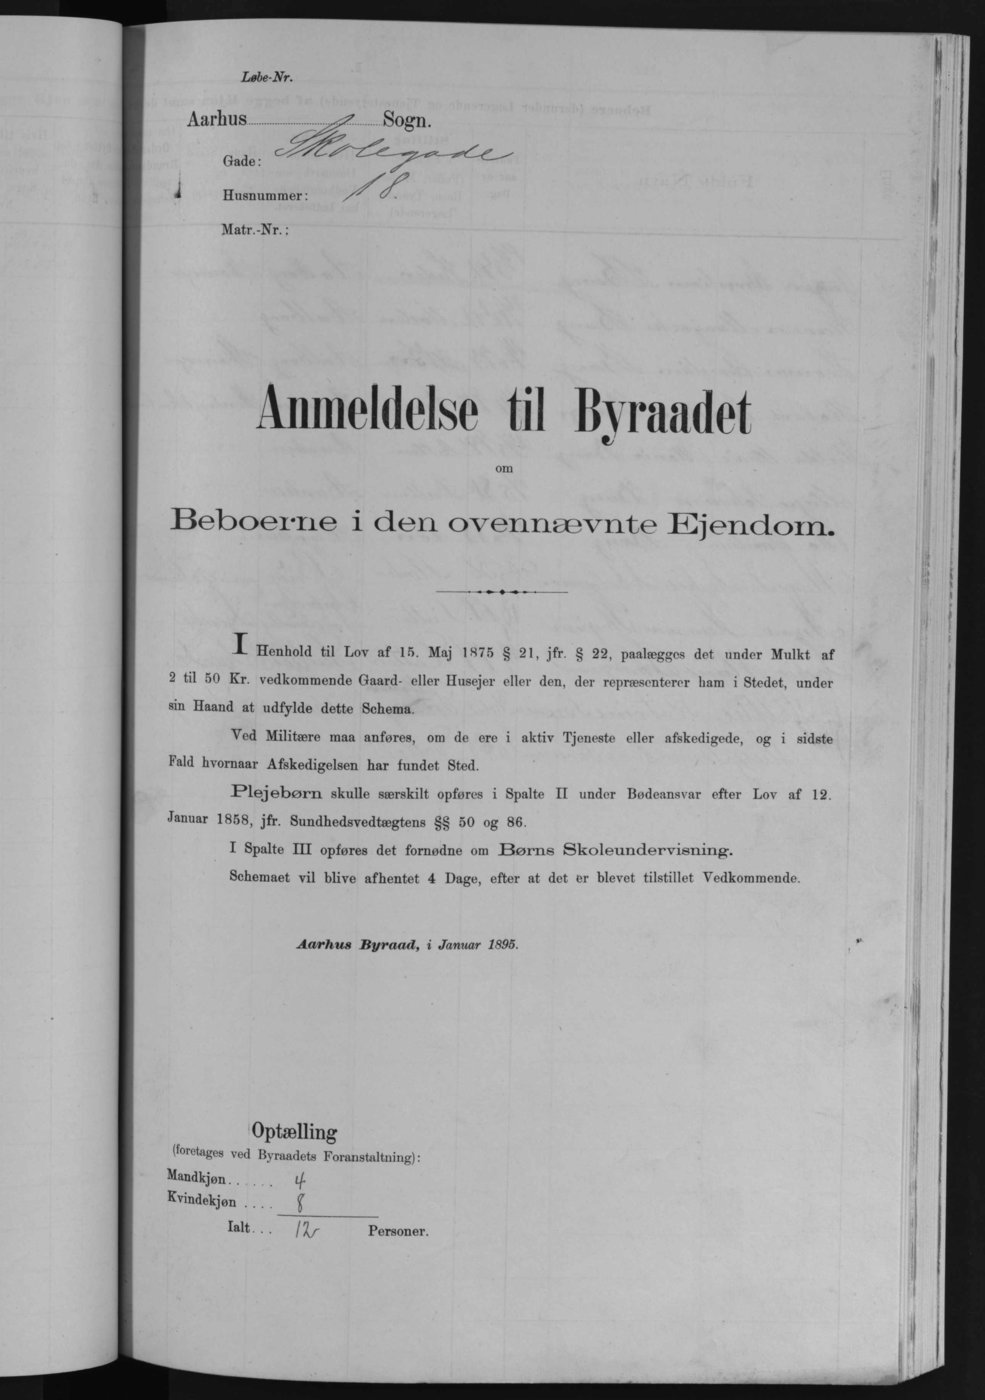 Løbe-Nr.
Aarhus Sogn.
Gade: Skolegade
Husnummer: 18.
Matr.-Nr.:
Anmeldelse til Byraadet
om
Beboerne i den ovennævnte Ejendom.
I Henhold til Lov af 15. Maj 1875 § 21, jfr. § 22, paalægges det under Mulkt af
2 til 50 Kr. vedkommende Gaard- eller Husejer eller den, der repræsenterer ham i Stedet, under
sin Haand at udfylde dette Schema.
Ved Militære maa anføres, om de ere i aktiv Tjeneste eller afskedigede, og i sidste
Fald hvornaar Afskedigelsen har fundet Sted.
Plejebørn skulle særskilt opføres i Spalte II under Bødeansvar efter Lov af 12.
Januar 1858, jfr. Sundhedsvedtægtens §§ 50 og 86.
I Spalte III opføres det fornødne om Børns Skoleundervisning.
Schemaet vil blive afhentet 4 Dage, efter at det er blevet tilstillet Vedkommende.
Aarhus Byraad, i Januar 1895.
Optælling
(foretages ved Byraadets Foranstaltning):
Mandkjøn...... 4
Kvindekjøn .... 8
Ialt... 12 Personer.